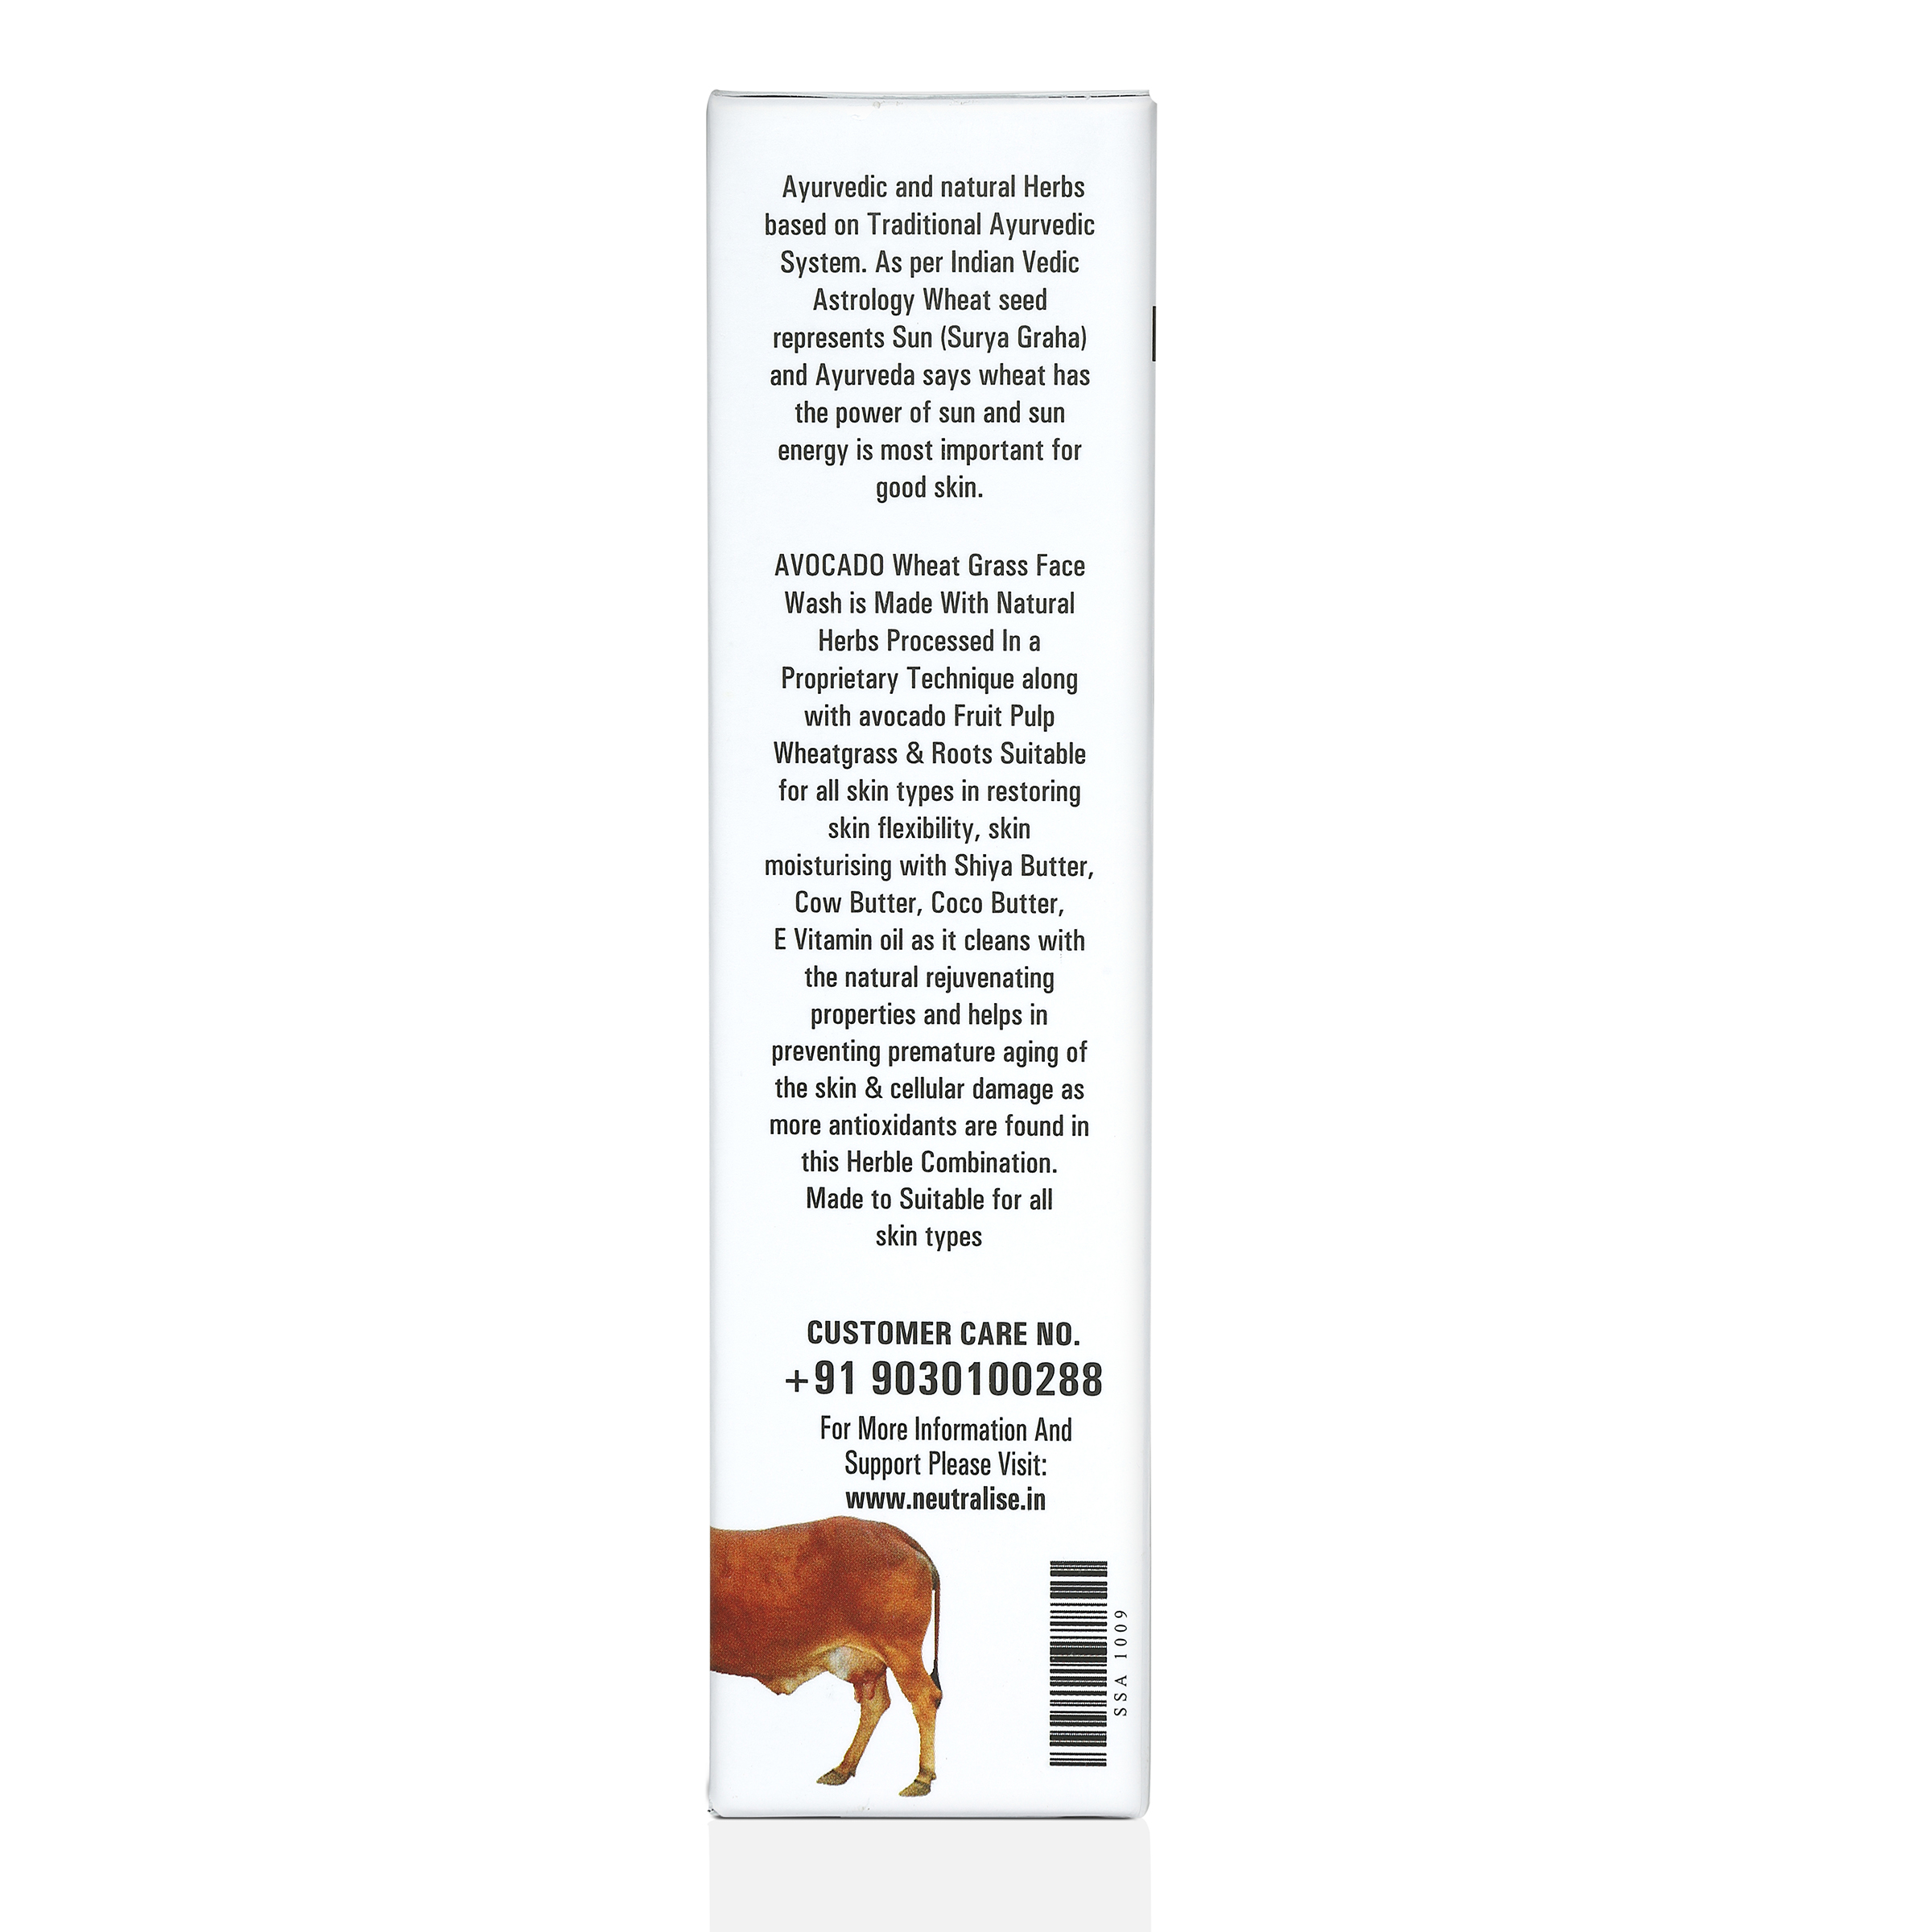 Ayurvedic and natural Herbs
based on Traditional Ayurvedic
System. As per Indian Vedic
Astrology Wheat seed
represents Sun (Surya Graha)
and Ayurveda says wheat has
the power of sun and sun
energy is most important for
good skin.
AVOCADO Wheat Grass Face
Wash is Made With Natural
Herbs Processed In a
Proprietary Technique along
with avocado Fruit Pulp
Wheatgrass & Roots Suitable
for all skin types in restoring
skin flexibility, skin
moisturising with Shiya Butter,
Cow Butter, Coco Butter,
E Vitamin oil as it cleans with
the natural rejuvenating
properties and helps in
preventing premature aging of
the skin & cellular damage as
more antioxidants are found in
this Herble Combination.
Made to Suitable for all
skin types
CUSTOMER CARE NO.
+91 9030100288
For More Information And
Support Please Visit:
www.neutralise.in
SSA 1009